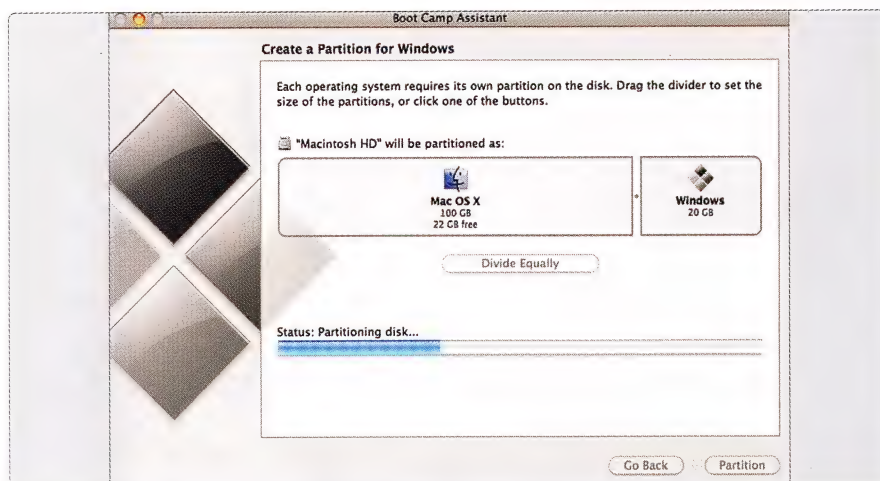 Boot Camp Assistant
Create a Partition for Windows
Each operating system requires its own partition on the disk. Drag the divider to set the
size of the partitions, or click one of the buttons.
"Macintosh HD" will be partitioned as:
Mac OS X
100 GB
22 GB free
Windows
20 GB
Divide Equally
Status: Partitioning disk...
Go Back
Partition